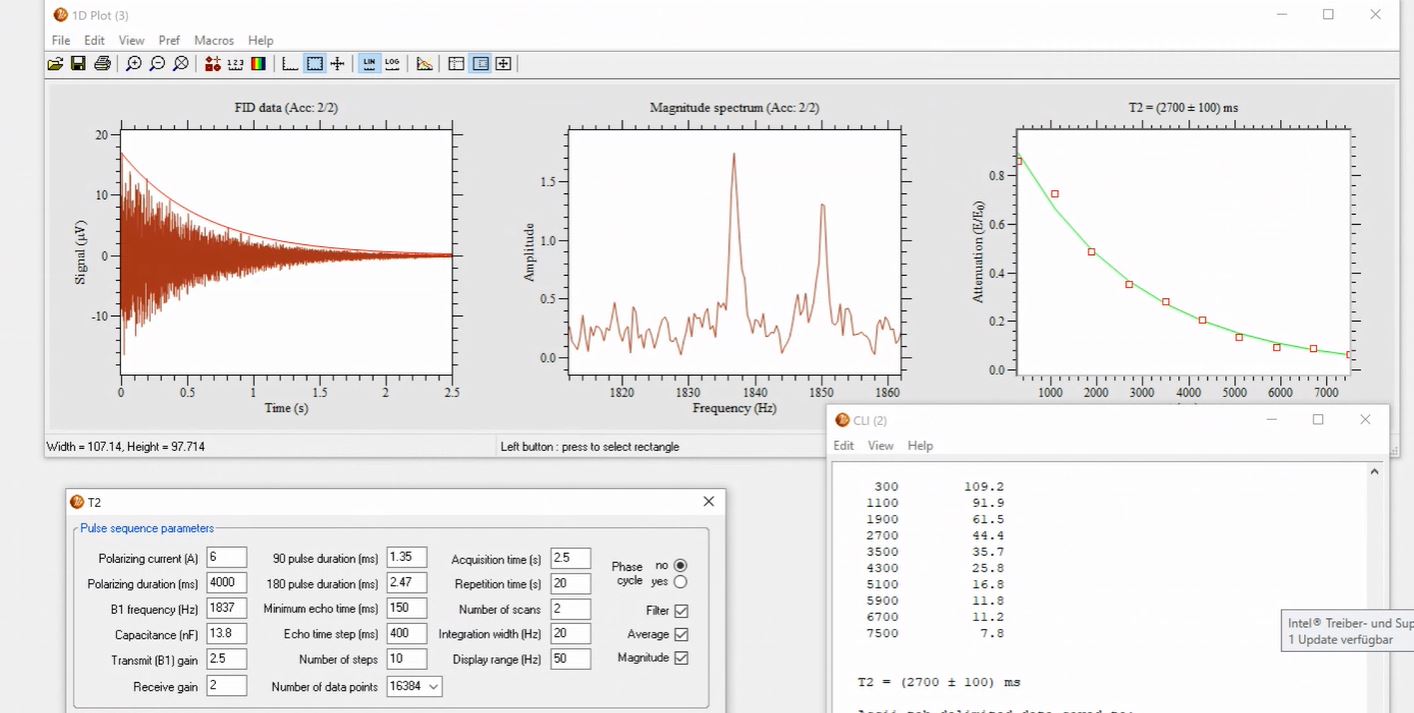 1D Plot (3)
File Edit View Pref Macros Help
1 2 3 LIN LOG
FID data (Acc: 2/2)
Signal (µV)
20
10
0
-10
0 0.5 1 1.5 2 2.5
Time (s)
Magnitude spectrum (Acc: 2/2)
Amplitude
1.5
1.0
0.5
0.0
1820 1830 1840 1850 1860
Frequency (Hz)
T2 = (2700 ± 100) ms
Attenuation (E/E0)
0.8
0.6
0.4
0.2
0.0
1000 2000 3000 4000 5000 6000 7000
Width = 107.14, Height = 97.714
Left button : press to select rectangle
T2
Pulse sequence parameters
Polarizing current (A) 6 90 pulse duration (ms) 1.35 Acquisition time (s) 2.5
Polarizing duration (ms) 4000 180 pulse duration (ms) 2.47 Repetition time (s) 20
B1 frequency (Hz) 1837 Minimum echo time (ms) 150 Number of scans 2
Capacitance (nF) 13.8 Echo time step (ms) 400 Integration width (Hz) 20
Transmit (B1) gain 2.5 Number of steps 10 Display range (Hz) 50
Receive gain 2 Number of data points 16384
Phase no
cycle yes
Filter
Average
Magnitude
CLI (2)
Edit View Help
300 109.2
1100 91.9
1900 61.5
2700 44.4
3500 35.7
4300 25.8
5100 16.8
5900 11.8
6700 11.2
7500 7.8
T2 = (2700 ± 100) ms
Intel® Treiber- und Sup
1 Update verfügbar